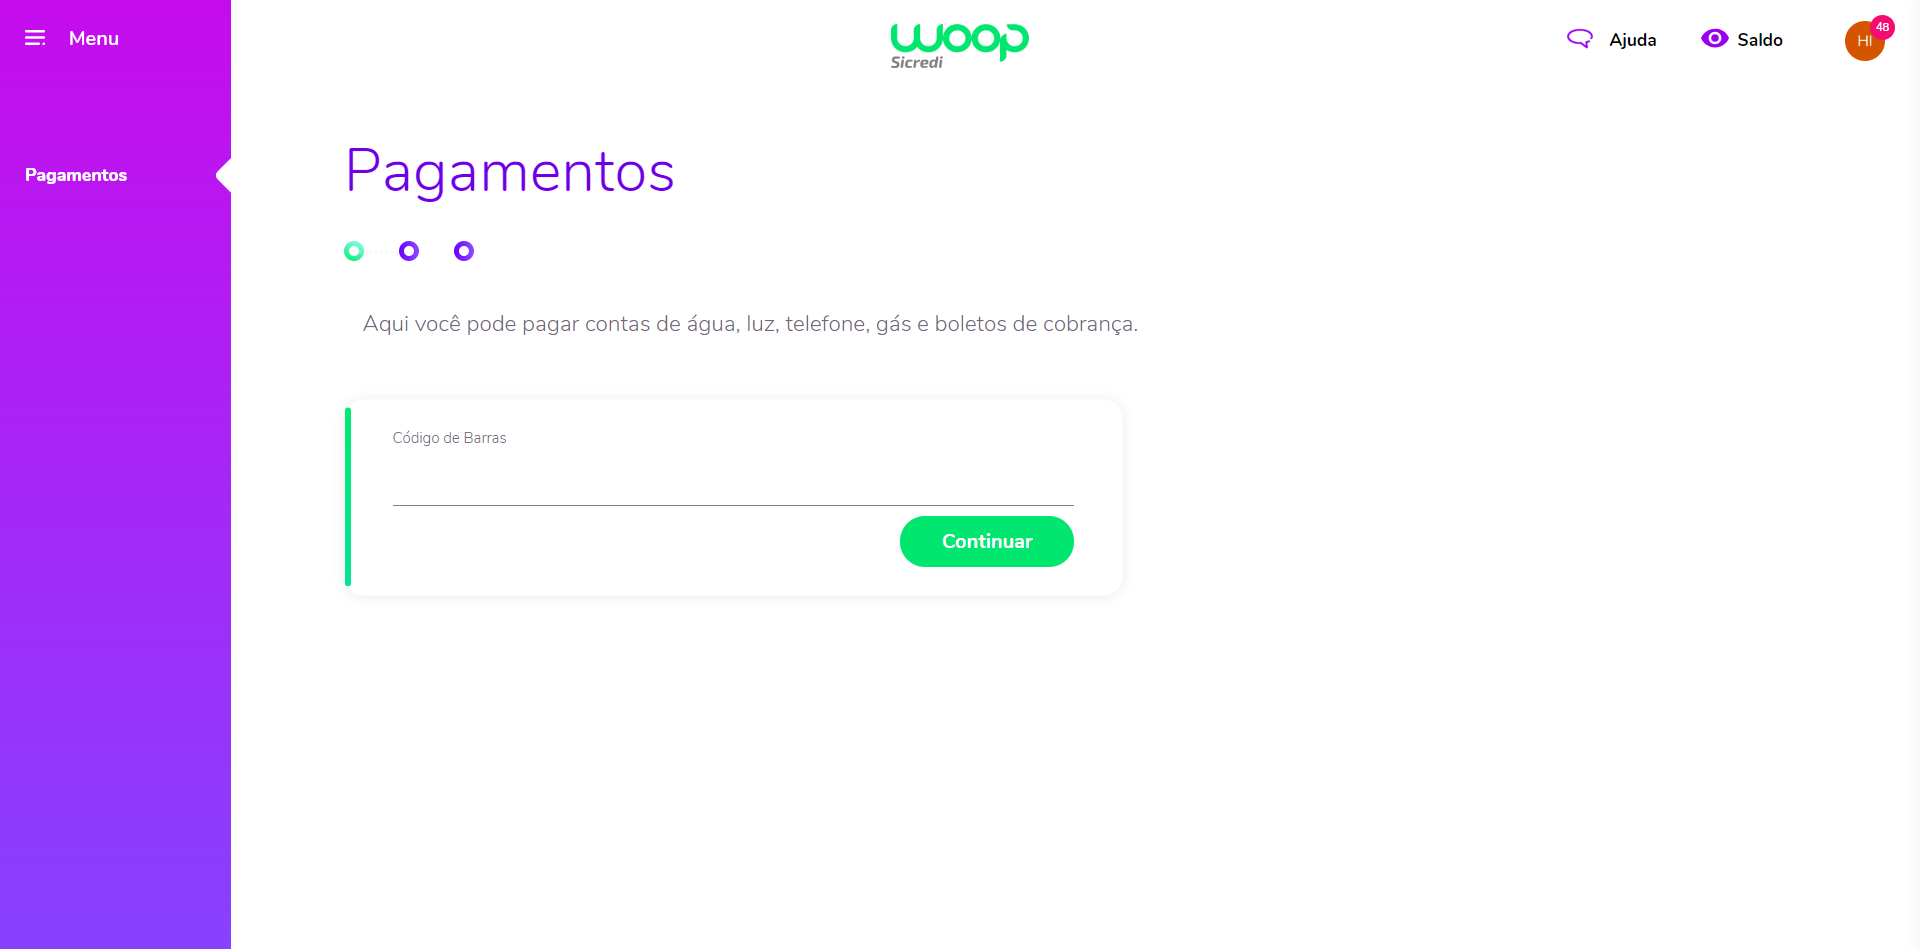 Menu
woop
Sicredi
Ajuda
Saldo
HI
48
Pagamentos
Pagamentos
Aqui você pode pagar contas de água, luz, telefone, gás e boletos de cobrança.
Código de Barras
Continuar